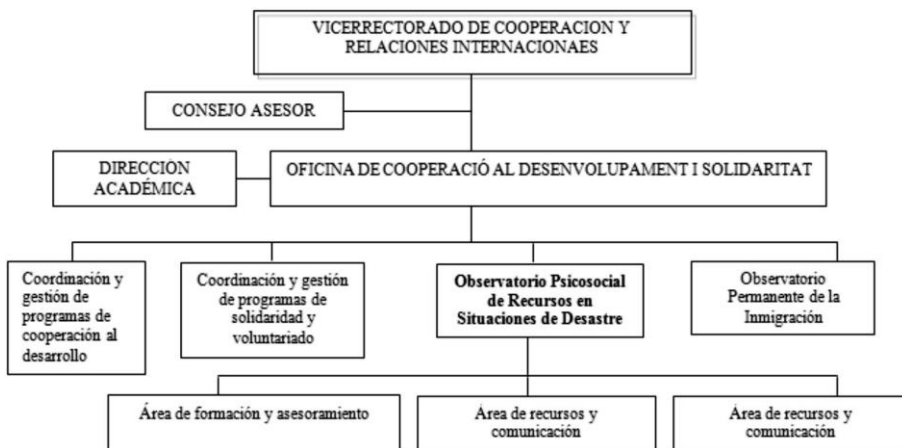 VICERRECTORADO DE COOPERACION Y
RELACIONES INTERNACIONAES
CONSEJO ASESOR
DIRECCIÓN
ACADÉMICA
OFICINA DE COOPERACIÓ AL DESENVOLUPAMENT I SOLIDARITAT
Coordinación y
gestión de
programas de
cooperación al
desarrollo
Coordinación y gestión
de programas de
solidaridad y
voluntariado
Observatorio Psicosocial
de Recursos en
Situaciones de Desastre
Observatorio
Permanente de la
Inmigración
Área de formación y asesoramiento
Área de recursos y
comunicación
Área de recursos y
comunicación